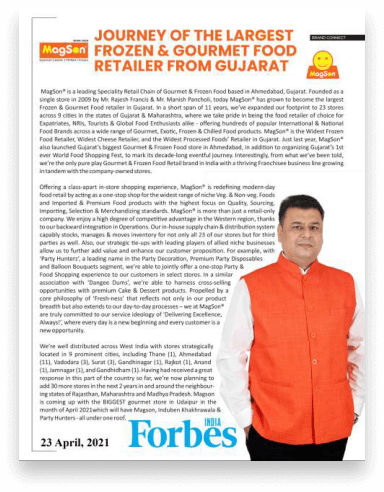 JOURNEY OF THE LARGEST
FROZEN & GOURMET FOOD
RETAILER FROM GUJARAT
BRAND CONNECT
MagSon
MagSon
MagSon® is a leading Speciality Retail Chain of Gourmet & Frozen Food based in Ahmedabad, Gujarat. Founded as a
single store in 2009 by Mr. Rajesh Francis & Mr. Manish Pancholi, today MagSon® has grown to become the largest
Frozen & Gourmet Food retailer in Gujarat. In a short span of 11 years, we've expanded our footprint to 23 stores
across 9 cities in the states of Gujarat & Maharashtra, where we take pride in being the food retailer of choice for
Expatriates, NRIs, Tourists & Global Food Enthusiasts alike - offering hundreds of popular International & National
Food Brands across a wide range of Gourmet, Exotic, Frozen & Chilled Food products. MagSon® is the Widest Frozen
Food Retailer, Widest Cheese Retailer, and the Widest Processed Foods' Retailer in Gujarat. Just last year, MagSon®
also launched Gujarat's biggest Gourmet & Frozen Food store in Ahmedabad, in addition to organizing Gujarat's 1st
ever World Food Shopping Fest, to mark its decade-long eventful journey. Interestingly, from what we've been told,
we're the only pure play Gourmet & Frozen Food Retail brand in India with a thriving Franchisee business line growing
in tandem with the company-owned stores.
Offering a class-apart in-store shopping experience, MagSon® is redefining modern-day
food retail by acting as a one-stop shop for the widest range of niche Veg. & Non-veg. Foods
and Imported & Premium Food products with the highest focus on Quality, Sourcing,
Importing, Selection & Merchandizing standards. MagSon® is more than just a retail-only
company. We enjoy a high degree of competitive advantage in the Western region, thanks
to our backward integration in Operations. Our in-house supply chain & distribution system
capably stocks, manages & moves inventory for not only all 23 of our stores but for third
parties as well. Also, our strategic tie-ups with leading players of allied niche businesses
allow us to further add value and enhance our customer proposition. For example, with
'Party Hunterz', a leading name in the Party Decoration, Premium Party Disposables
and Balloon Bouquets segment, we're able to jointly offer a one-stop Party &
Food Shopping experience to our customers in select stores. In a similar
association with 'Dangee Dums', we're able to harness cross-selling
opportunities with premium Cake & Dessert products. Propelled by a
core philosophy of 'Fresh-ness' that reflects not only in our product
breadth but also extends to our day-to-day processes – we at MagSon®
are truly committed to our service ideology of 'Delivering Excellence,
Always!', where every day is a new beginning and every customer is a
new opportunity.
We're well distributed across West India with stores strategically
located in 9 prominent cities, including Thane (1), Ahmedabad
(11), Vadodara (3), Surat (3), Gandhinagar (1), Rajkot (1), Anand
(1), Jamnagar (1), and Gandhidham (1). Having had received a great
response in this part of the country so far, we're now planning to
add 30 more stores in the next 2 years in and around the neighbour-
ing states of Rajasthan, Maharashtra and Madhya Pradesh. Magson
is coming up with the BIGGEST gourmet store in Udaipur in the
month of April 2021 which will have Magson, Induben Khakhrawala &
Party Hunters - all under one roof.
23 April, 2021
Forbes
INDIA